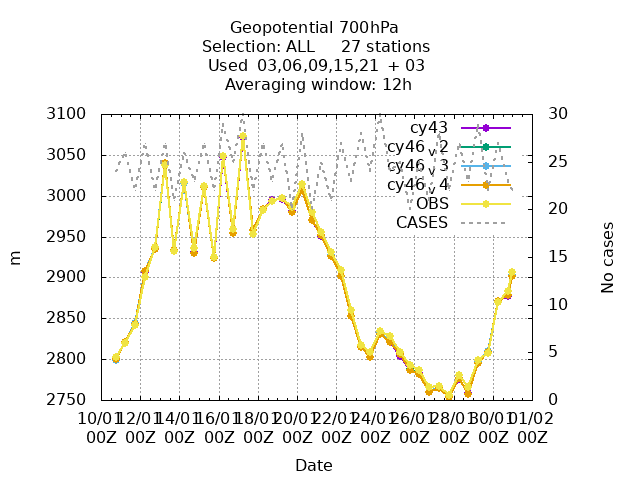 Geopotential 700hPa
Selection: ALL     27 stations
Used  03,06,09,15,21  + 03
Averaging window: 12h
3100
3050
3000
2950
2900
2850
2800
2750
m
30
25
20
15
10
5
0
No cases
cy43
cy46_v_2
cy46_v_3
cy46_v_4
OBS
CASES
10/01 12/01 14/01 16/01 18/01 20/01 22/01 24/01 26/01 28/01 30/01 01/02
00Z 00Z 00Z 00Z 00Z 00Z 00Z 00Z 00Z 00Z 00Z 00Z
Date